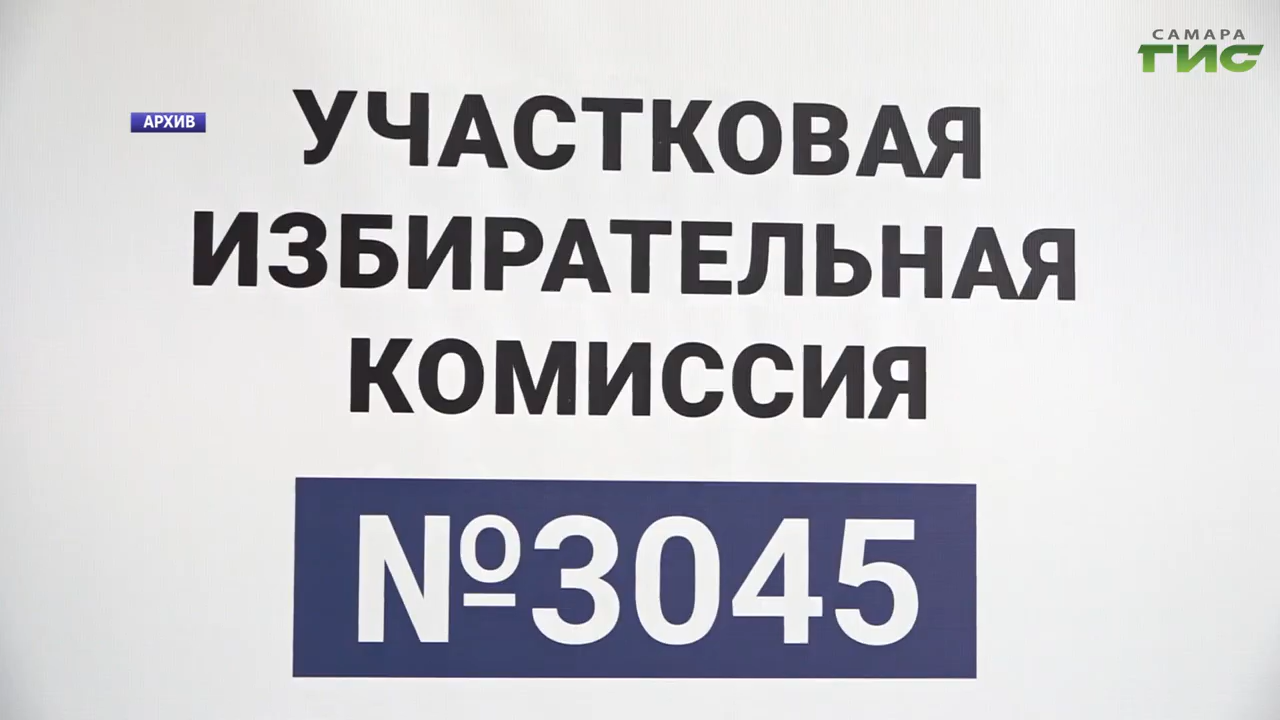 САМАРА
ГИС
АРХИВ
УЧАСТКОВАЯ
ИЗБИРАТЕЛЬНАЯ
КОМИССИЯ
№3045